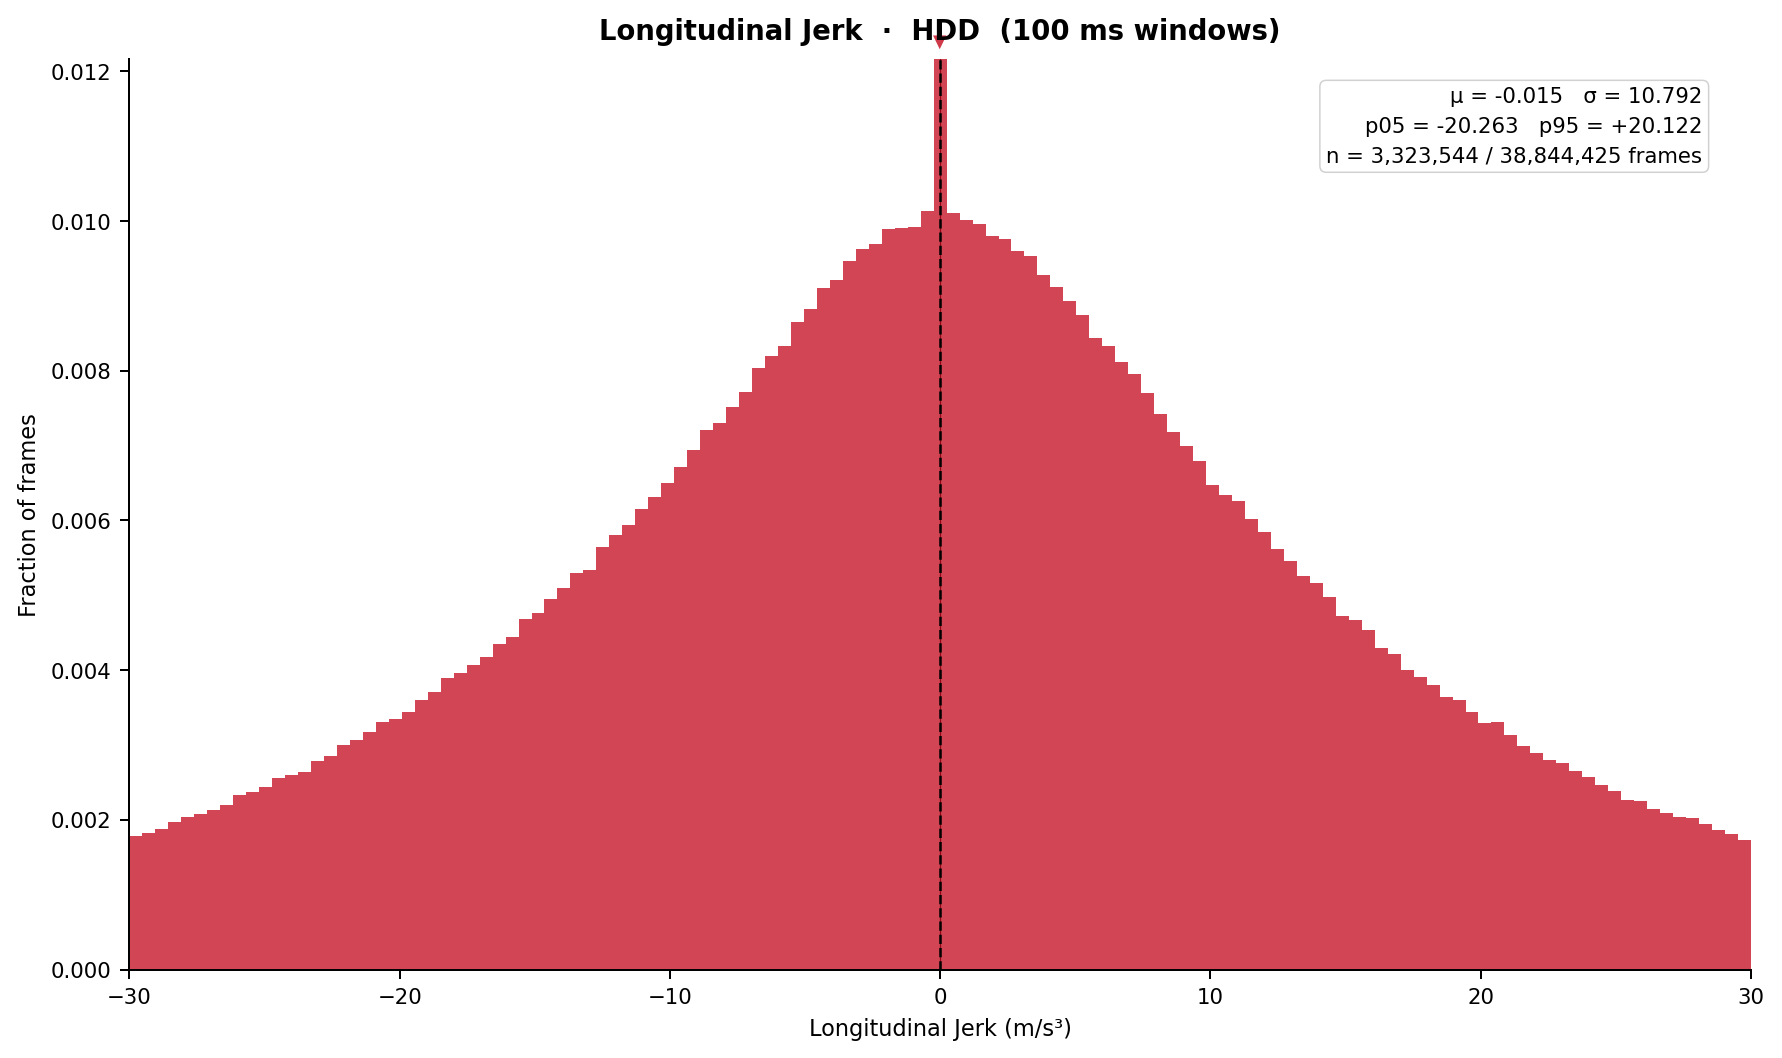 Longitudinal Jerk · HDD (100 ms windows)
μ = -0.015 σ = 10.792
p05 = -20.263 p95 = +20.122
n = 3,323,544 / 38,844,425 frames
Fraction of frames
0.012
0.010
0.008
0.006
0.004
0.002
0.000
−30 −20 −10 0 10 20 30
Longitudinal Jerk (m/s³)